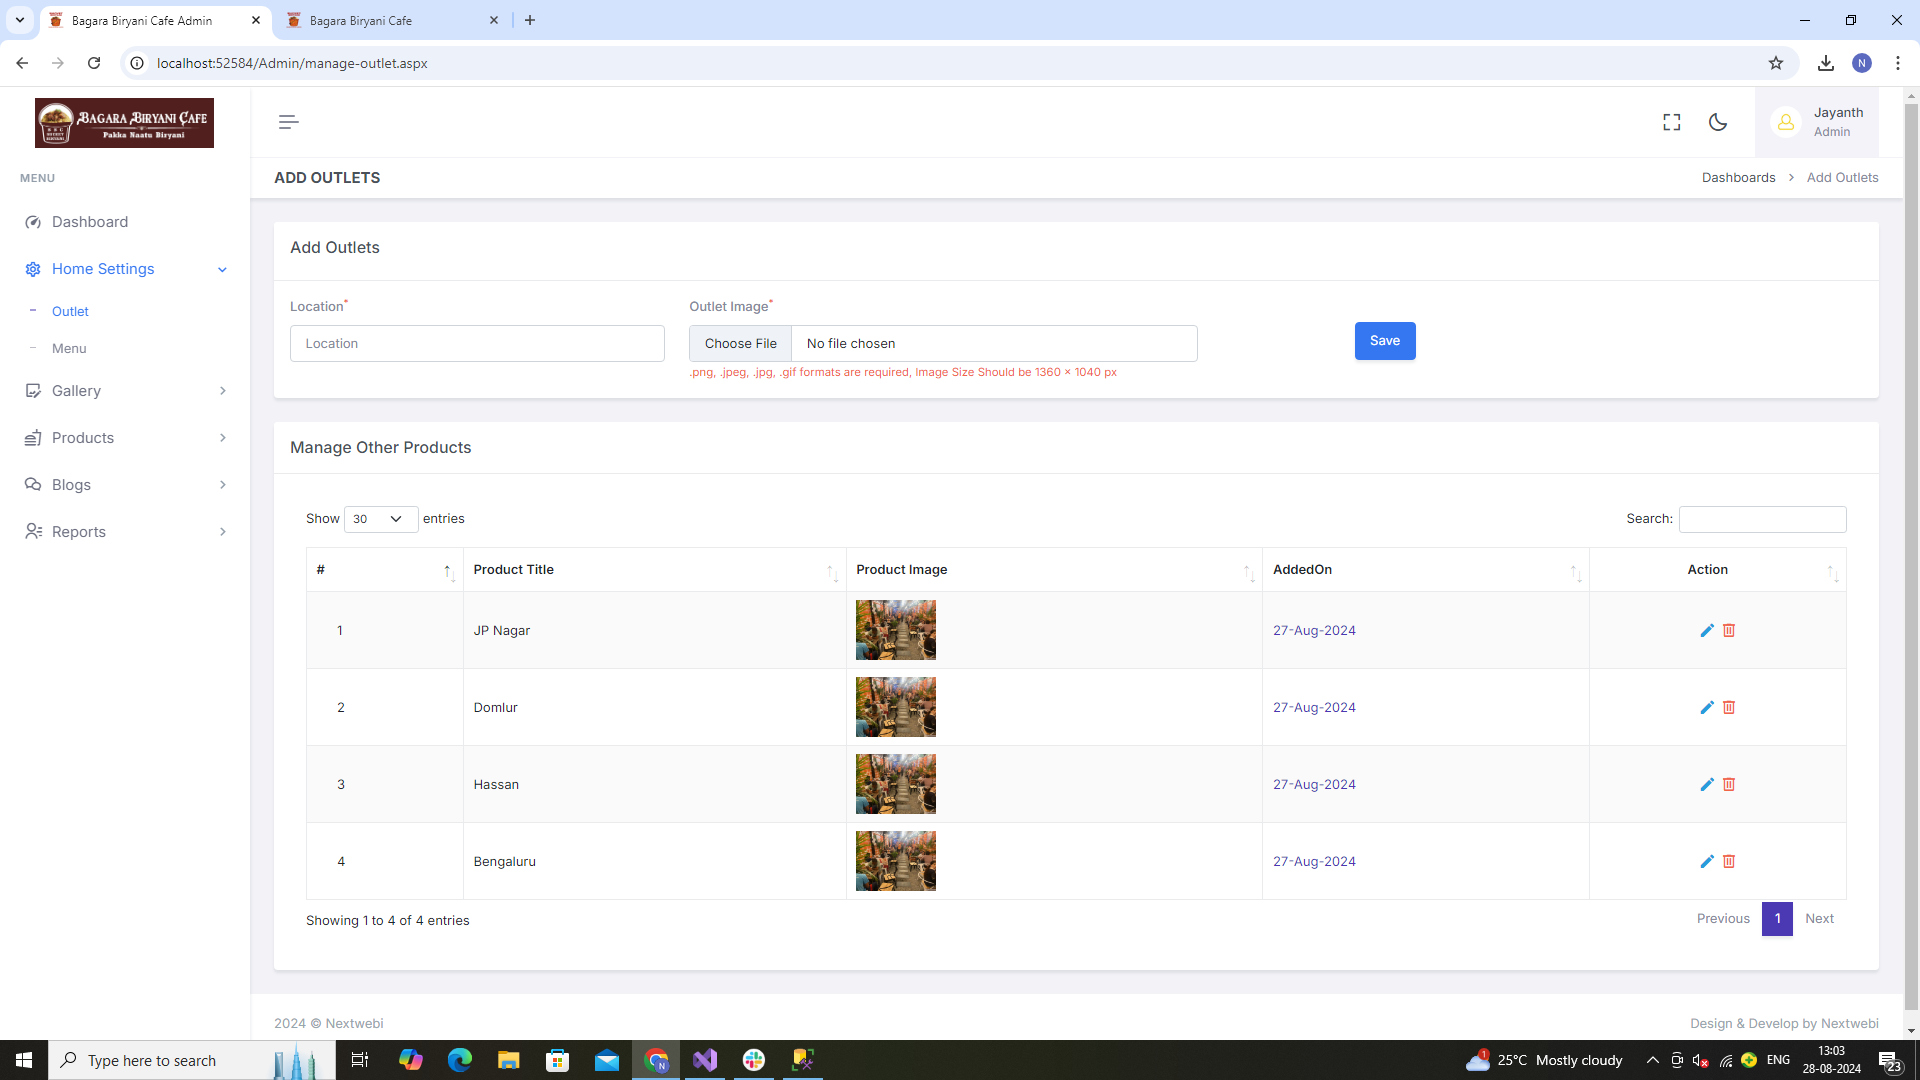 Bagara Biryani Cafe Admin
Bagara Biryani Cafe
localhost:52584/Admin/manage-outlet.aspx
N
BAGARA BIRYANI CAFE
Pakka Naatu Biryani
Jayanth
Admin
MENU
Dashboard
Home Settings
Outlet
Menu
Gallery
Products
Blogs
Reports
ADD OUTLETS
Dashboards > Add Outlets
Add Outlets
Location*
Outlet Image*
Location
Choose File No file chosen
Save
.png, .jpeg, .jpg, .gif formats are required, Image Size Should be 1360 × 1040 px
Manage Other Products
Show 30 entries
Search:
# Product Title Product Image AddedOn Action
1 JP Nagar 27-Aug-2024
2 Domlur 27-Aug-2024
3 Hassan 27-Aug-2024
4 Bengaluru 27-Aug-2024
Showing 1 to 4 of 4 entries
Previous 1 Next
2024 © Nextwebi
Design & Develop by Nextwebi
Type here to search
N
1
25°C Mostly cloudy
ENG
13:03
28-08-2024
23